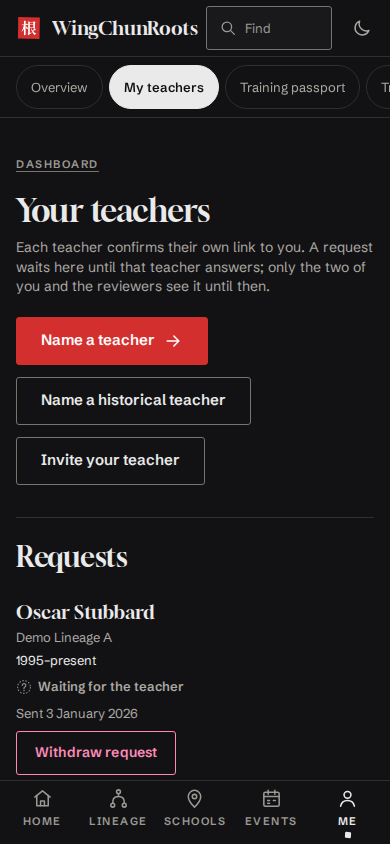 根 WingChunRoots Find
Overview My teachers Training passport
DASHBOARD
Your teachers
Each teacher confirms their own link to you. A request
waits here until that teacher answers; only the two of
you and the reviewers see it until then.
Name a teacher →
Name a historical teacher
Invite your teacher
Requests
Oscar Stubbard
Demo Lineage A
1995–present
Waiting for the teacher
Sent 3 January 2026
Withdraw request
HOME LINEAGE SCHOOLS EVENTS ME